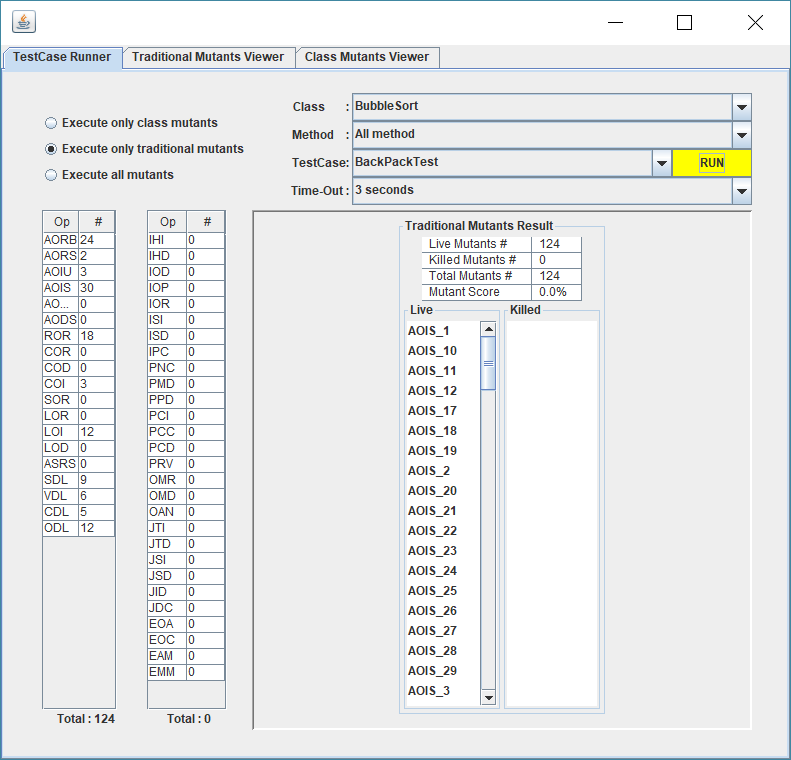 TestCase Runner Traditional Mutants Viewer Class Mutants Viewer
Class : BubbleSort
Execute only class mutants
Method : All method
Execute only traditional mutants
TestCase: BackPackTest RUN
Execute all mutants
Time-Out : 3 seconds
Op #
AORB 24
AORS 2
AOIU 3
AOIS 30
AO... 0
AODS 0
ROR 18
COR 0
COD 0
COI 3
SOR 0
LOR 0
LOI 12
LOD 0
ASRS 0
SDL 9
VDL 6
CDL 5
ODL 12
Total : 124
Op #
IHI 0
IHD 0
IOD 0
IOP 0
IOR 0
ISI 0
ISD 0
IPC 0
PNC 0
PMD 0
PPD 0
PCI 0
PCC 0
PCD 0
PRV 0
OMR 0
OMD 0
OAN 0
JTI 0
JTD 0
JSI 0
JSD 0
JID 0
JDC 0
EOA 0
EOC 0
EAM 0
EMM 0
Total : 0
Traditional Mutants Result
Live Mutants # 124
Killed Mutants # 0
Total Mutants # 124
Mutant Score 0.0%
Live Killed
AOIS_1
AOIS_10
AOIS_11
AOIS_12
AOIS_17
AOIS_18
AOIS_19
AOIS_2
AOIS_20
AOIS_21
AOIS_22
AOIS_23
AOIS_24
AOIS_25
AOIS_26
AOIS_27
AOIS_28
AOIS_29
AOIS_3